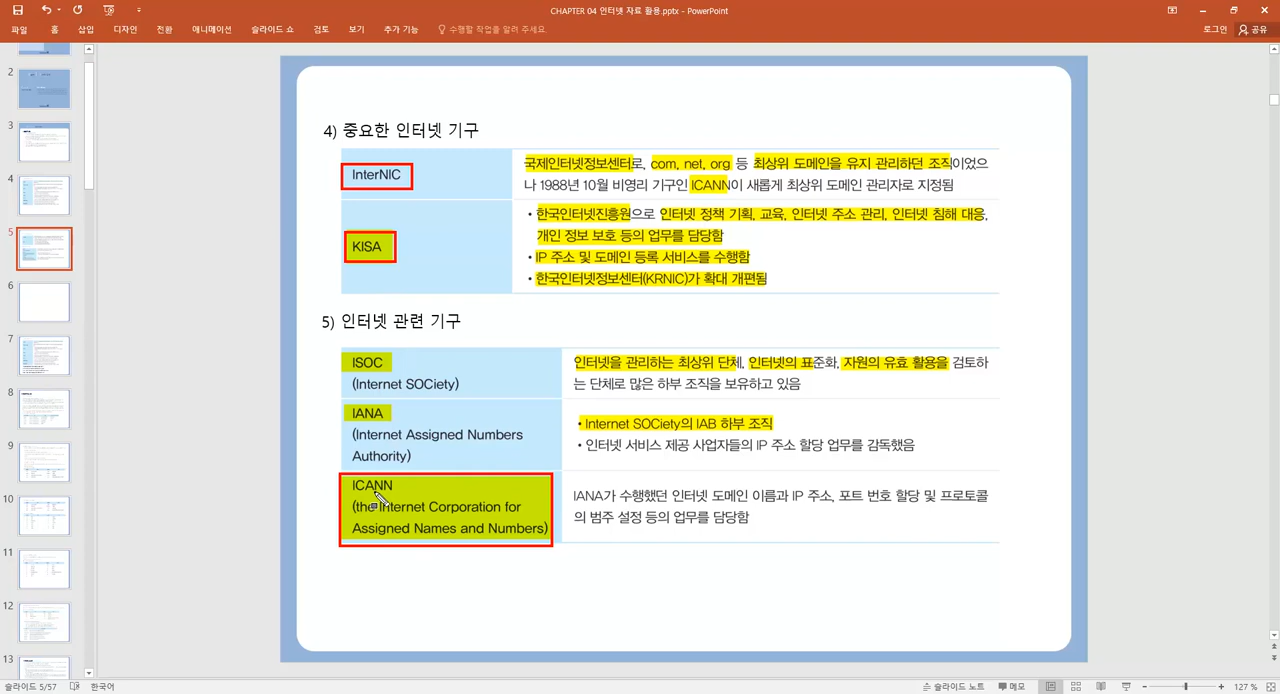 CHAPTER 04 인터넷 자료 활용.pptx - PowerPoint
파일 홈 삽입 디자인 전환 애니메이션 슬라이드 쇼 검토 보기 추가 기능 수행할 작업을 알려 주세요. 로그인 공유
2
3
4
5
6
7
8
9
10
11
12
13
4) 중요한 인터넷 기구
InterNIC
국제인터넷정보센터로, com, net, org 등 최상위 도메인을 유지 관리하던 조직이었으
나 1988년 10월 비영리 기구인 ICANN이 새롭게 최상위 도메인 관리자로 지정됨
KISA
• 한국인터넷진흥원으로 인터넷 정책 기획, 교육, 인터넷 주소 관리, 인터넷 침해 대응,
개인 정보 보호 등의 업무를 담당함
• IP 주소 및 도메인 등록 서비스를 수행함
• 한국인터넷정보센터(KRNIC)가 확대 개편됨
5) 인터넷 관련 기구
ISOC
(Internet SOCiety)
인터넷을 관리하는 최상위 단체, 인터넷의 표준화, 자원의 유효 활용을 검토하
는 단체로 많은 하부 조직을 보유하고 있음
IANA
(Internet Assigned Numbers
Authority)
• Internet SOCiety의 IAB 하부 조직
• 인터넷 서비스 제공 사업자들의 IP 주소 할당 업무를 감독했음
ICANN
(the Internet Corporation for
Assigned Names and Numbers)
IANA가 수행했던 인터넷 도메인 이름과 IP 주소, 포트 번호 할당 및 프로토콜
의 범주 설정 등의 업무를 담당함
슬라이드 5/57 한국어 슬라이드 노트 메모 127 %